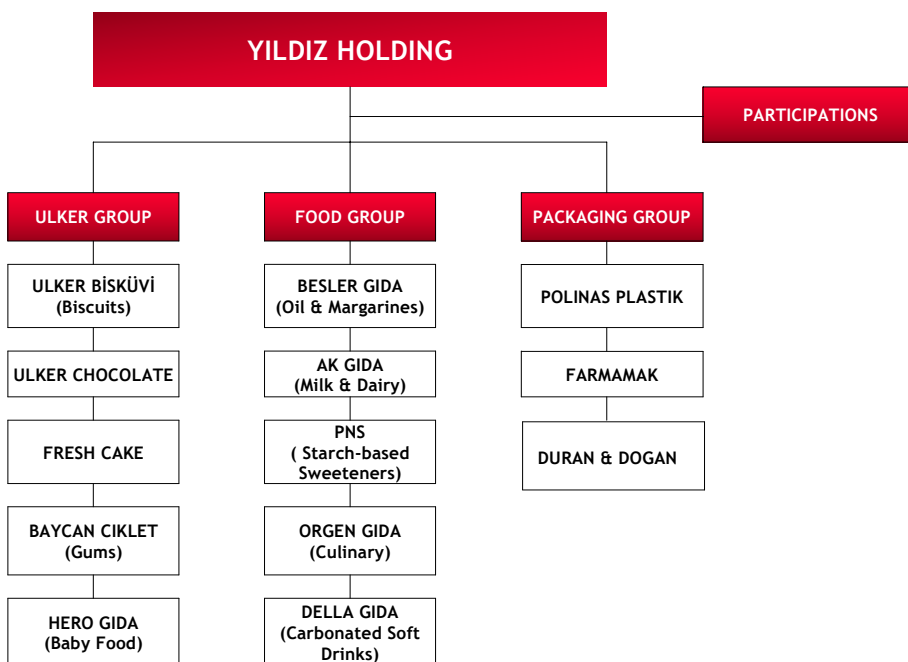 YILDIZ HOLDING
PARTICIPATIONS
ULKER GROUP
ULKER BİSKÜVİ
(Biscuits)
ULKER CHOCOLATE
FRESH CAKE
BAYCAN CIKLET
(Gums)
HERO GIDA
(Baby Food)
FOOD GROUP
BESLER GIDA
(Oil & Margarines)
AK GIDA
(Milk & Dairy)
PNS
( Starch-based
Sweeteners)
ORGEN GIDA
(Culinary)
DELLA GIDA
(Carbonated Soft
Drinks)
PACKAGING GROUP
POLINAS PLASTIK
FARMAMAK
DURAN & DOGAN